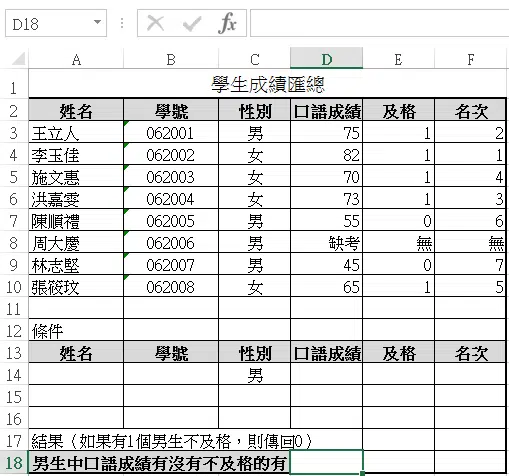 D18 fx
A B C D E F
1 學生成績匯總
2 姓名 學號 性別 口語成績 及格 名次
3 王立人 062001 男 75 1 2
4 李玉佳 062002 女 82 1 1
5 施文惠 062003 女 70 1 4
6 洪嘉雯 062004 女 73 1 3
7 陳順禮 062005 男 55 0 6
8 周大慶 062006 男 缺考 無 無
9 林志堅 062007 男 45 0 7
10 張筱玟 062008 女 65 1 5
11
12 條件
13 姓名 學號 性別 口語成績 及格 名次
14 男
15
16
17 結果（如果有1個男生不及格，則傳回0）
18 男生中口語成績有沒有不及格的有